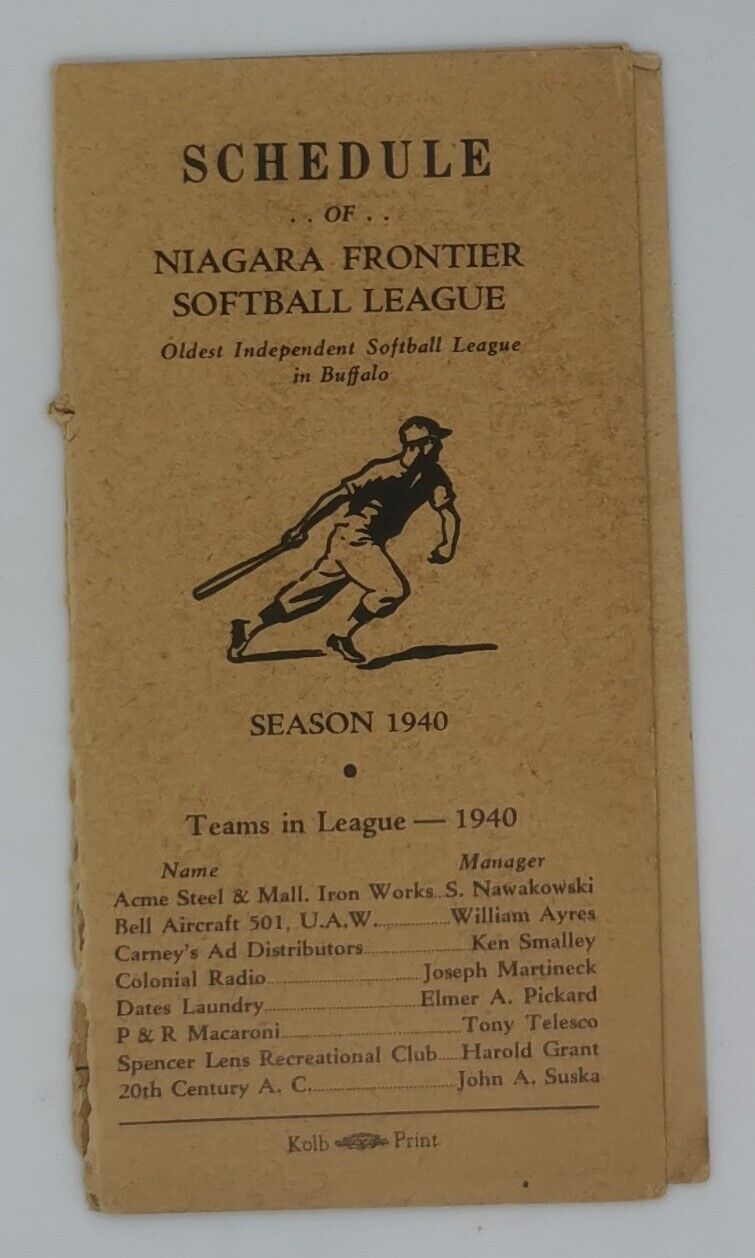 SCHEDULE
. . OF . .
NIAGARA FRONTIER
SOFTBALL LEAGUE
Oldest Independent Softball League
in Buffalo
SEASON 1940
Teams in League — 1940
Name Manager
Acme Steel & Mall. Iron Works..S. Nawakowski
Bell Aircraft 501, U.A.W.....................William Ayres
Carney's Ad Distributors..............................Ken Smalley
Colonial Radio...........................................Joseph Martineck
Dates Laundry...........................................Elmer A. Pickard
P & R Macaroni..................................................Tony Telesco
Spencer Lens Recreational Club.....Harold Grant
20th Century A. C.......................................John A. Suska
Kolb Print